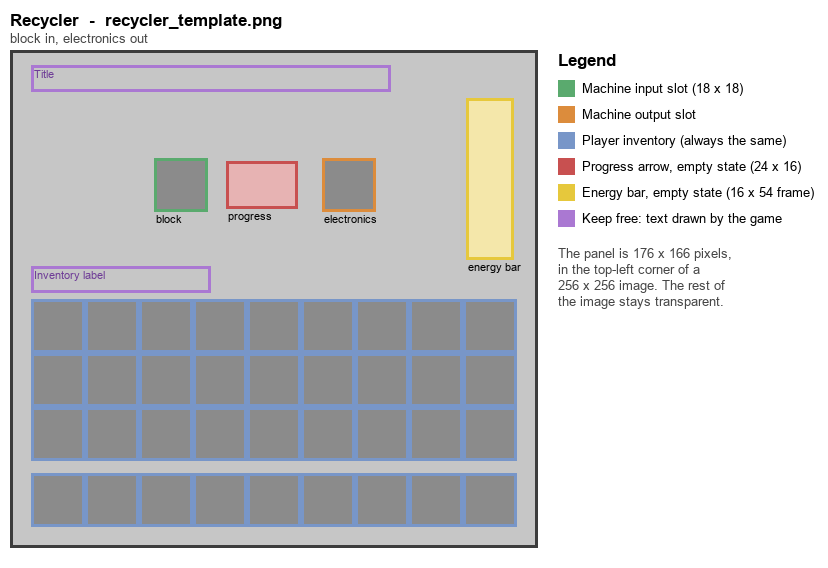 Recycler - recycler_template.png
block in, electronics out
Title
block
progress
electronics
energy bar
Inventory label
Legend
Machine input slot (18 x 18)
Machine output slot
Player inventory (always the same)
Progress arrow, empty state (24 x 16)
Energy bar, empty state (16 x 54 frame)
Keep free: text drawn by the game
The panel is 176 x 166 pixels,
in the top-left corner of a
256 x 256 image. The rest of
the image stays transparent.